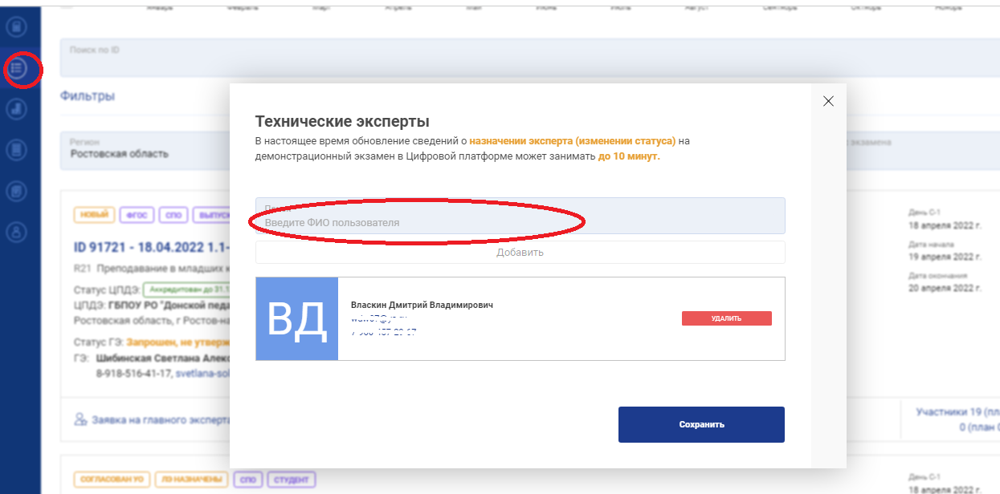 Январь Февраль Март Апрель Май Июнь Июль Август Сентябрь Октябрь Ноябрь
Поиск по ID
Фильтры
Регион
Ростовская область
экзамена
Технические эксперты
В настоящее время обновление сведений о назначении эксперта (изменении статуса) на
демонстрационный экзамен в Цифровой платформе может занимать до 10 минут.
Введите ФИО пользователя
Добавить
ВД
Власкин Дмитрий Владимирович
УДАЛИТЬ
Сохранить
НОВЫЙ ФГОС СПО ВЫПУСК
ID 91721 - 18.04.2022 1.1-
R21 Преподавание в младших к
Статус ЦПДЭ: Аккредитован до 31.1
ЦПДЭ: ГБПОУ РО "Донской педа
Ростовская область, г Ростов-на
Статус ГЭ: Запрошен, не утверж
ГЭ: Шибинская Светлана Алекс
8-918-516-41-17, svetlana-sol
Заявка на главного эксперта
День С-1
18 апреля 2022 г.
Дата начала
19 апреля 2022 г.
Дата окончания
20 апреля 2022 г.
Участники 19 (пла
0 (план 0
СОГЛАСОВАН УО ЛЭ НАЗНАЧЕНЫ СПО СТУДЕНТ
День С-1
18 апреля 2022 г.